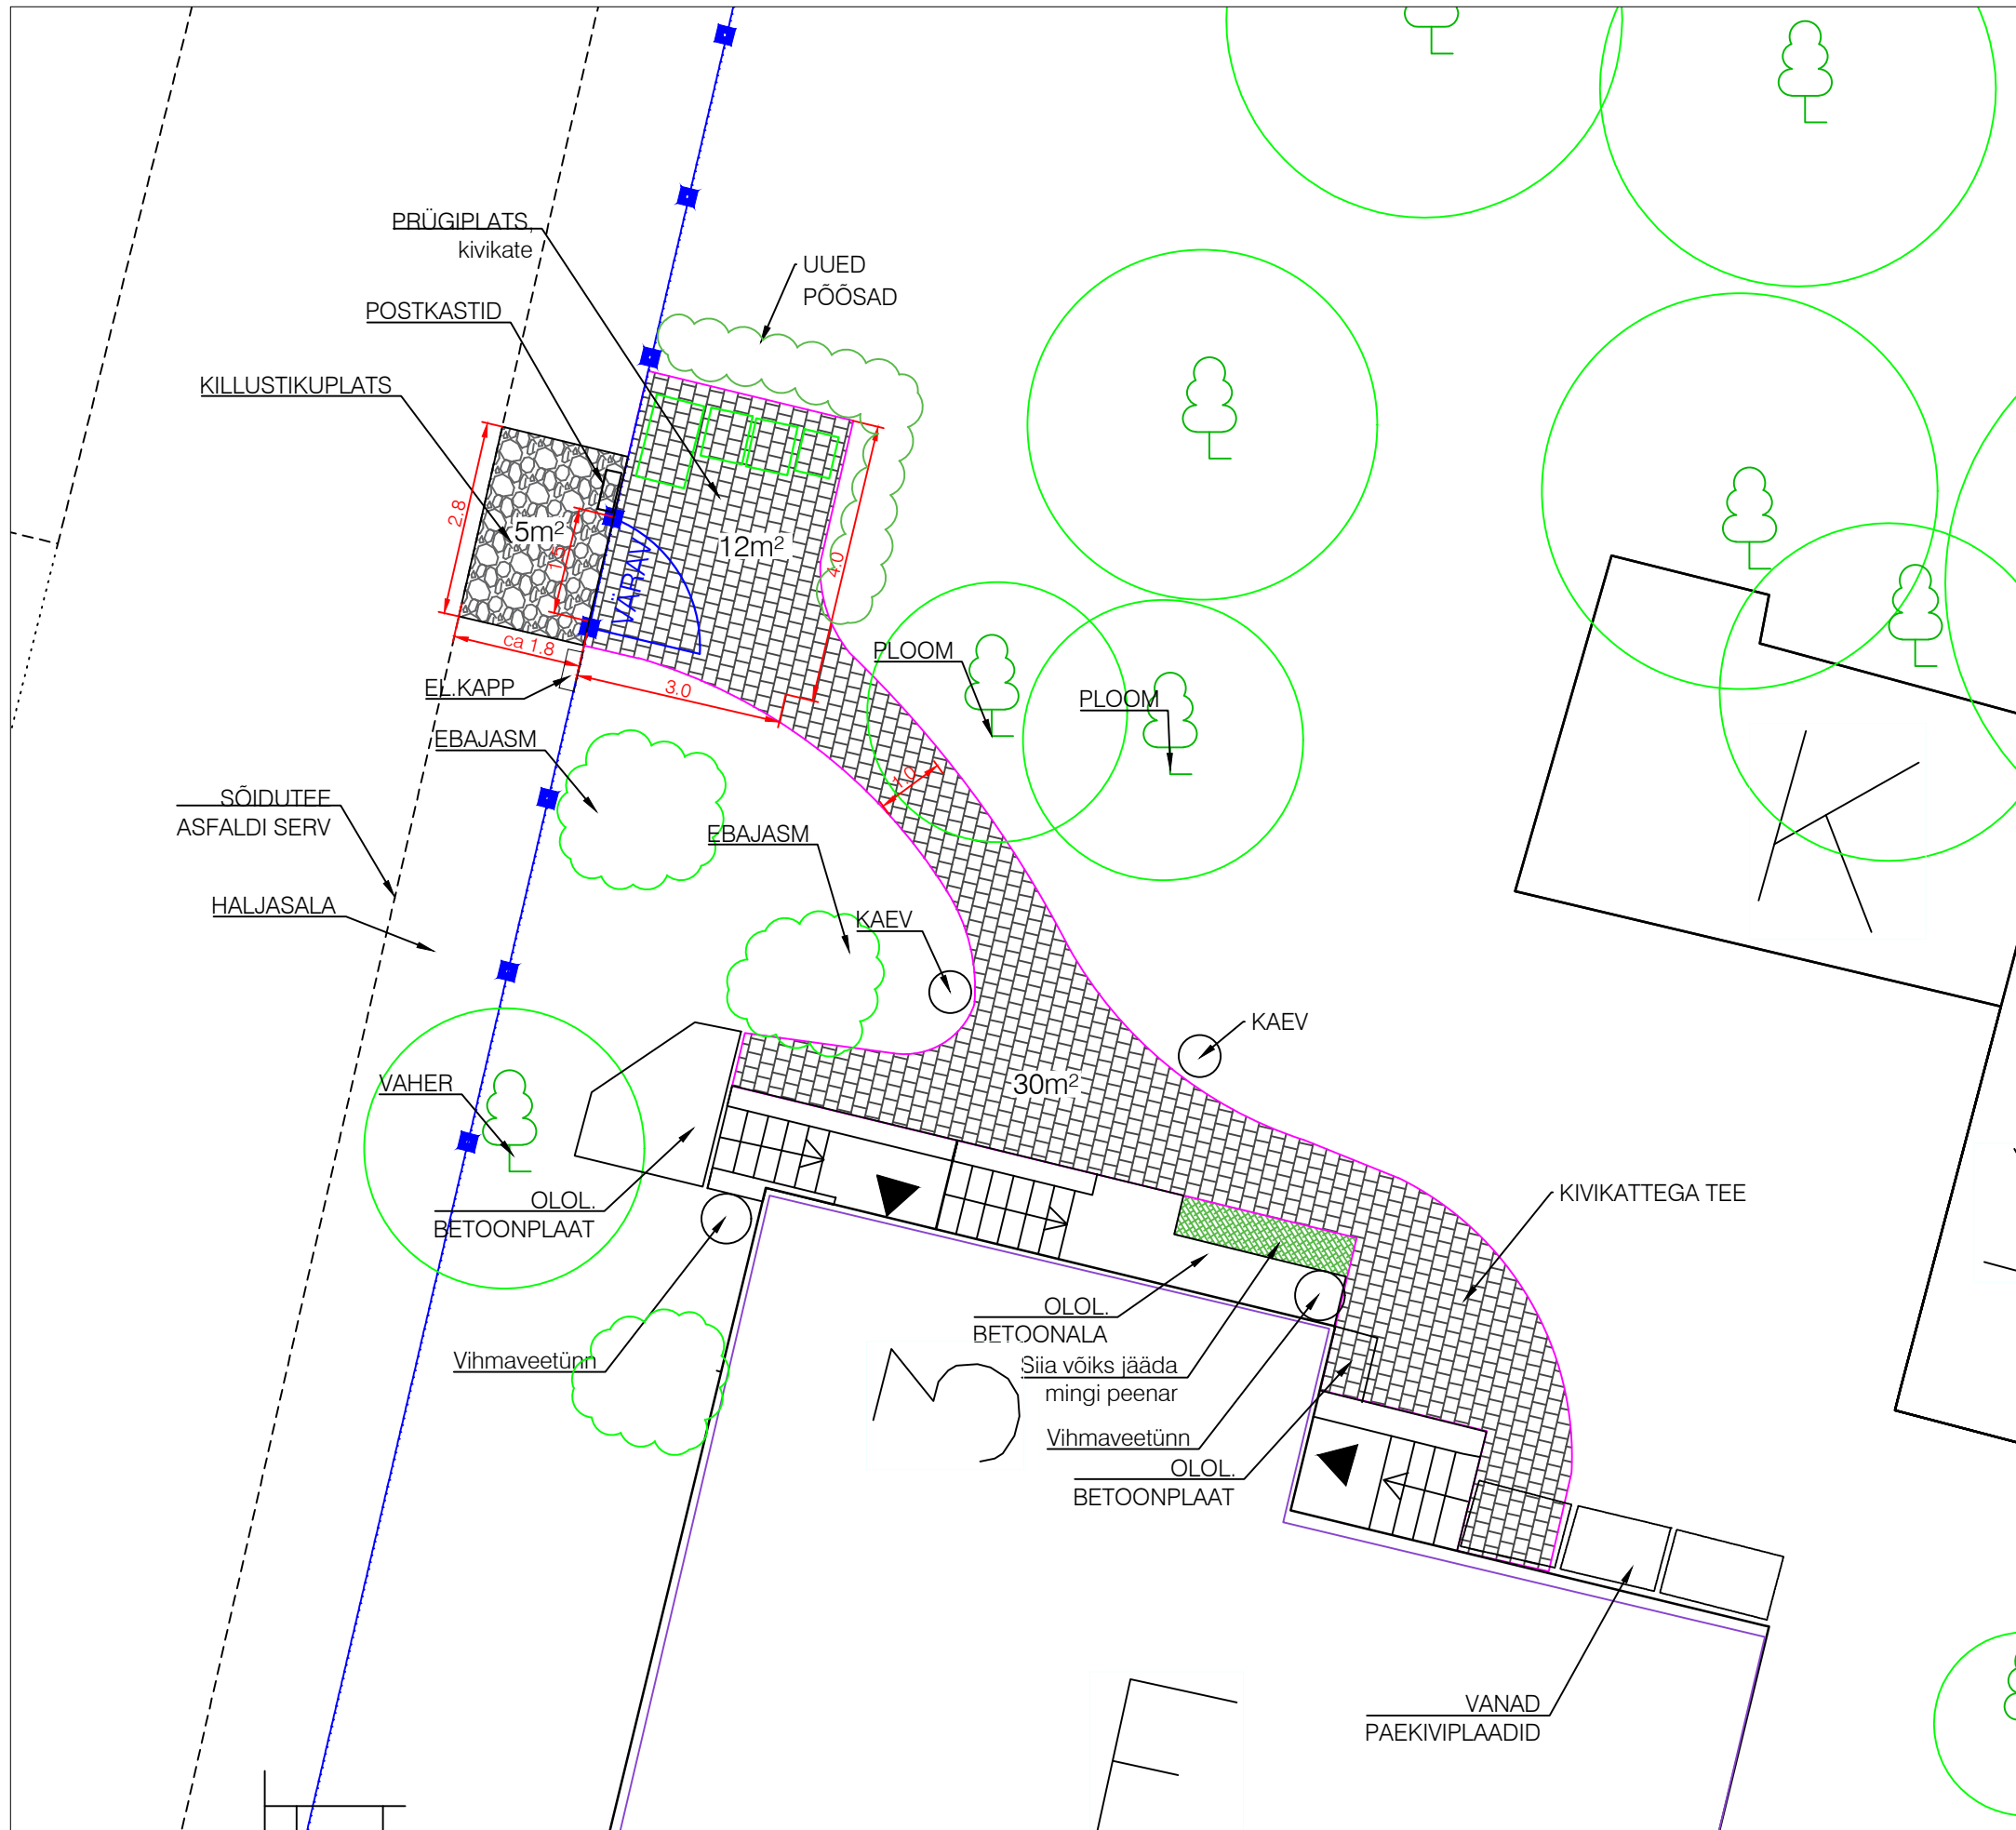 PRÜGIPLATS,
kivikate
UUED
PÕÕSAD
POSTKASTID
KILLUSTIKUPLATS
2.8
5m²
1.5
VÄRAV
12m²
4.0
ca 1.8
3.0
EL.KAPP
PLOOM
PLOOM
EBAJASM
1.0
SÕIDUTEE
ASFALDI SERV
EBAJASM
HALJASALA
KAEV
KAEV
30m²
VAHER
OLOL.
BETOONPLAAT
KIVIKATTEGA TEE
OLOL.
BETOONALA
Vihmaveetünn
Siia võiks jääda
mingi peenar
Vihmaveetünn
OLOL.
BETOONPLAAT
VANAD
PAEKIVIPLAADID